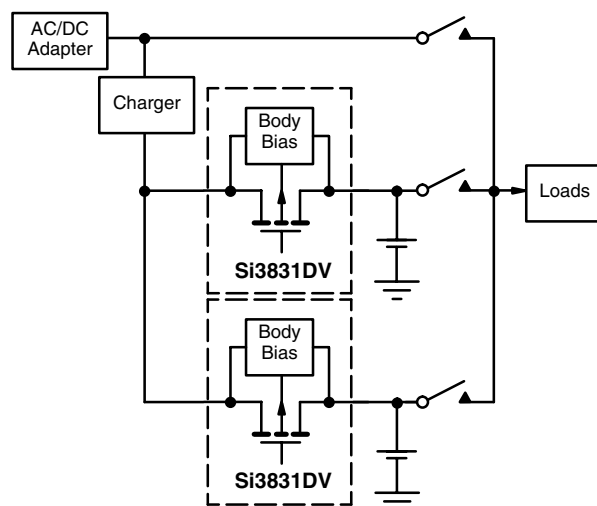 AC/DC
Adapter
Charger
Body
Bias
Loads
Si3831DV
Body
Bias
Si3831DV